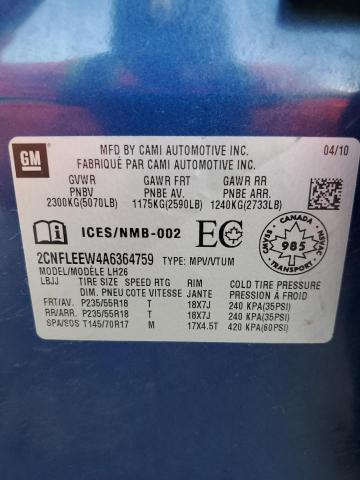 GM
MFD BY CAMI AUTOMOTIVE INC.
04/10
FABRIQUÉ PAR CAMI AUTOMOTIVE INC.
GVWR GAWR FRT GAWR RR
PNBV PNBE AV. PNBE ARR.
2300KG(5070LB) 1175KG(2590LB) 1240KG(2733LB)
ICES/NMB-002 EC
CANADA
985
CMVSS
NSVAC
2CNFLEEW4A6364759 TYPE: MPV/VTUM
MODEL/MODÈLE LH26
LBJJ TIRE SIZE SPEED RTG RIM COLD TIRE PRESSURE
DIM. PNEU COTE VITESSE JANTE PRESSION À FROID
FRT/AV. P235/55R18 T 18X7J 240 KPA(35PSI)
RR/ARR. P235/55R18 T 18X7J 240 KPA(35PSI)
SPA/SOS T145/70R17 M 17X4.5T 420 KPA(60PSI)